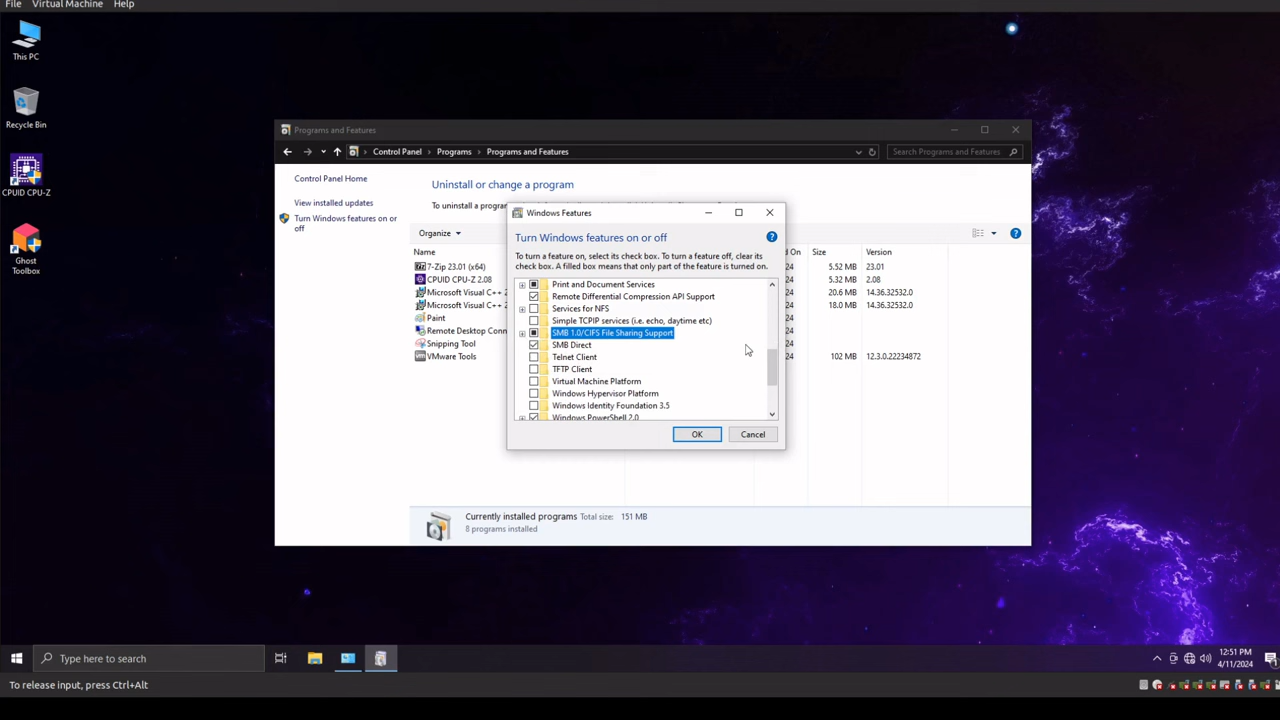 File Virtual Machine Help
This PC
Recycle Bin
CPUID CPU-Z
Ghost
Toolbox
Programs and Features
Control Panel Programs Programs and Features
Search Programs and Features
Control Panel Home
View installed updates
Turn Windows features on or
off
Uninstall or change a program
To uninstall a program
Organize
Name On Size Version
7-Zip 23.01 (x64) 24 5.52 MB 23.01
CPUID CPU-Z 2.08 24 5.32 MB 2.08
Microsoft Visual C++ 2 24 20.6 MB 14.36.32532.0
Microsoft Visual C++ 2 24 18.0 MB 14.36.32532.0
Paint 24
Remote Desktop Conn 24
Snipping Tool 24
VMware Tools 24 102 MB 12.3.0.22234872
Currently installed programs Total size: 151 MB
8 programs installed
Windows Features
Turn Windows features on or off
To turn a feature on, select its check box. To turn a feature off, clear its
check box. A filled box means that only part of the feature is turned on.
Print and Document Services
Remote Differential Compression API Support
Services for NFS
Simple TCPIP services (i.e. echo, daytime etc)
SMB 1.0/CIFS File Sharing Support
SMB Direct
Telnet Client
TFTP Client
Virtual Machine Platform
Windows Hypervisor Platform
Windows Identity Foundation 3.5
Windows PowerShell 2.0
OK Cancel
Type here to search
12:51 PM
4/11/2024
To release input, press Ctrl+Alt